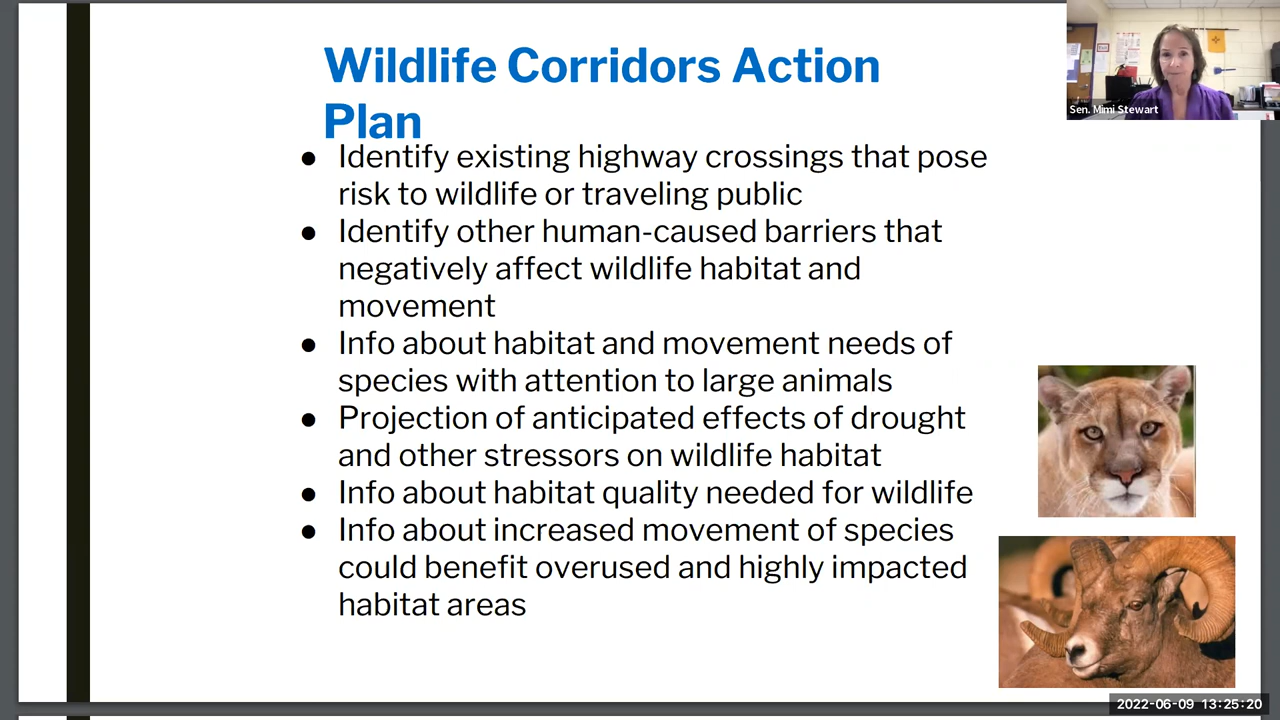 Wildlife Corridors Action
Plan
● Identify existing highway crossings that pose
risk to wildlife or traveling public
● Identify other human-caused barriers that
negatively affect wildlife habitat and
movement
● Info about habitat and movement needs of
species with attention to large animals
● Projection of anticipated effects of drought
and other stressors on wildlife habitat
● Info about habitat quality needed for wildlife
● Info about increased movement of species
could benefit overused and highly impacted
habitat areas
Sen. Mimi Stewart
2022-06-09 13:25:20